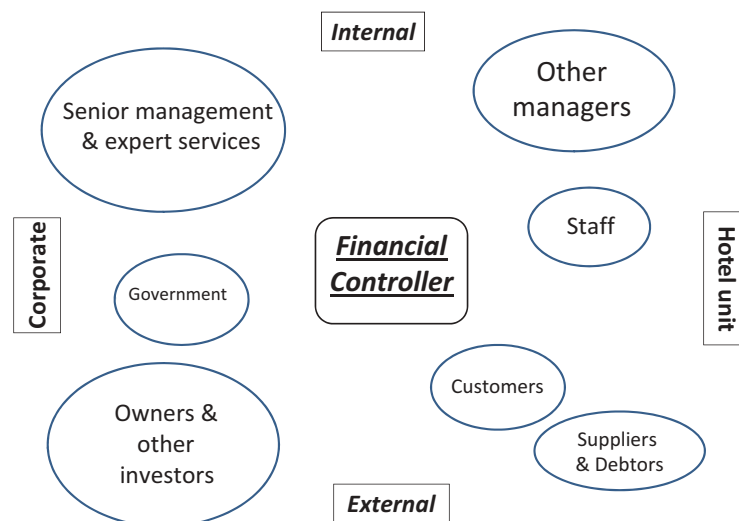 Internal
Senior management
& expert services
Other
managers
Staff
Corporate
Financial
Controller
Hotel unit
Government
Customers
Owners &
other
investors
Suppliers
& Debtors
External